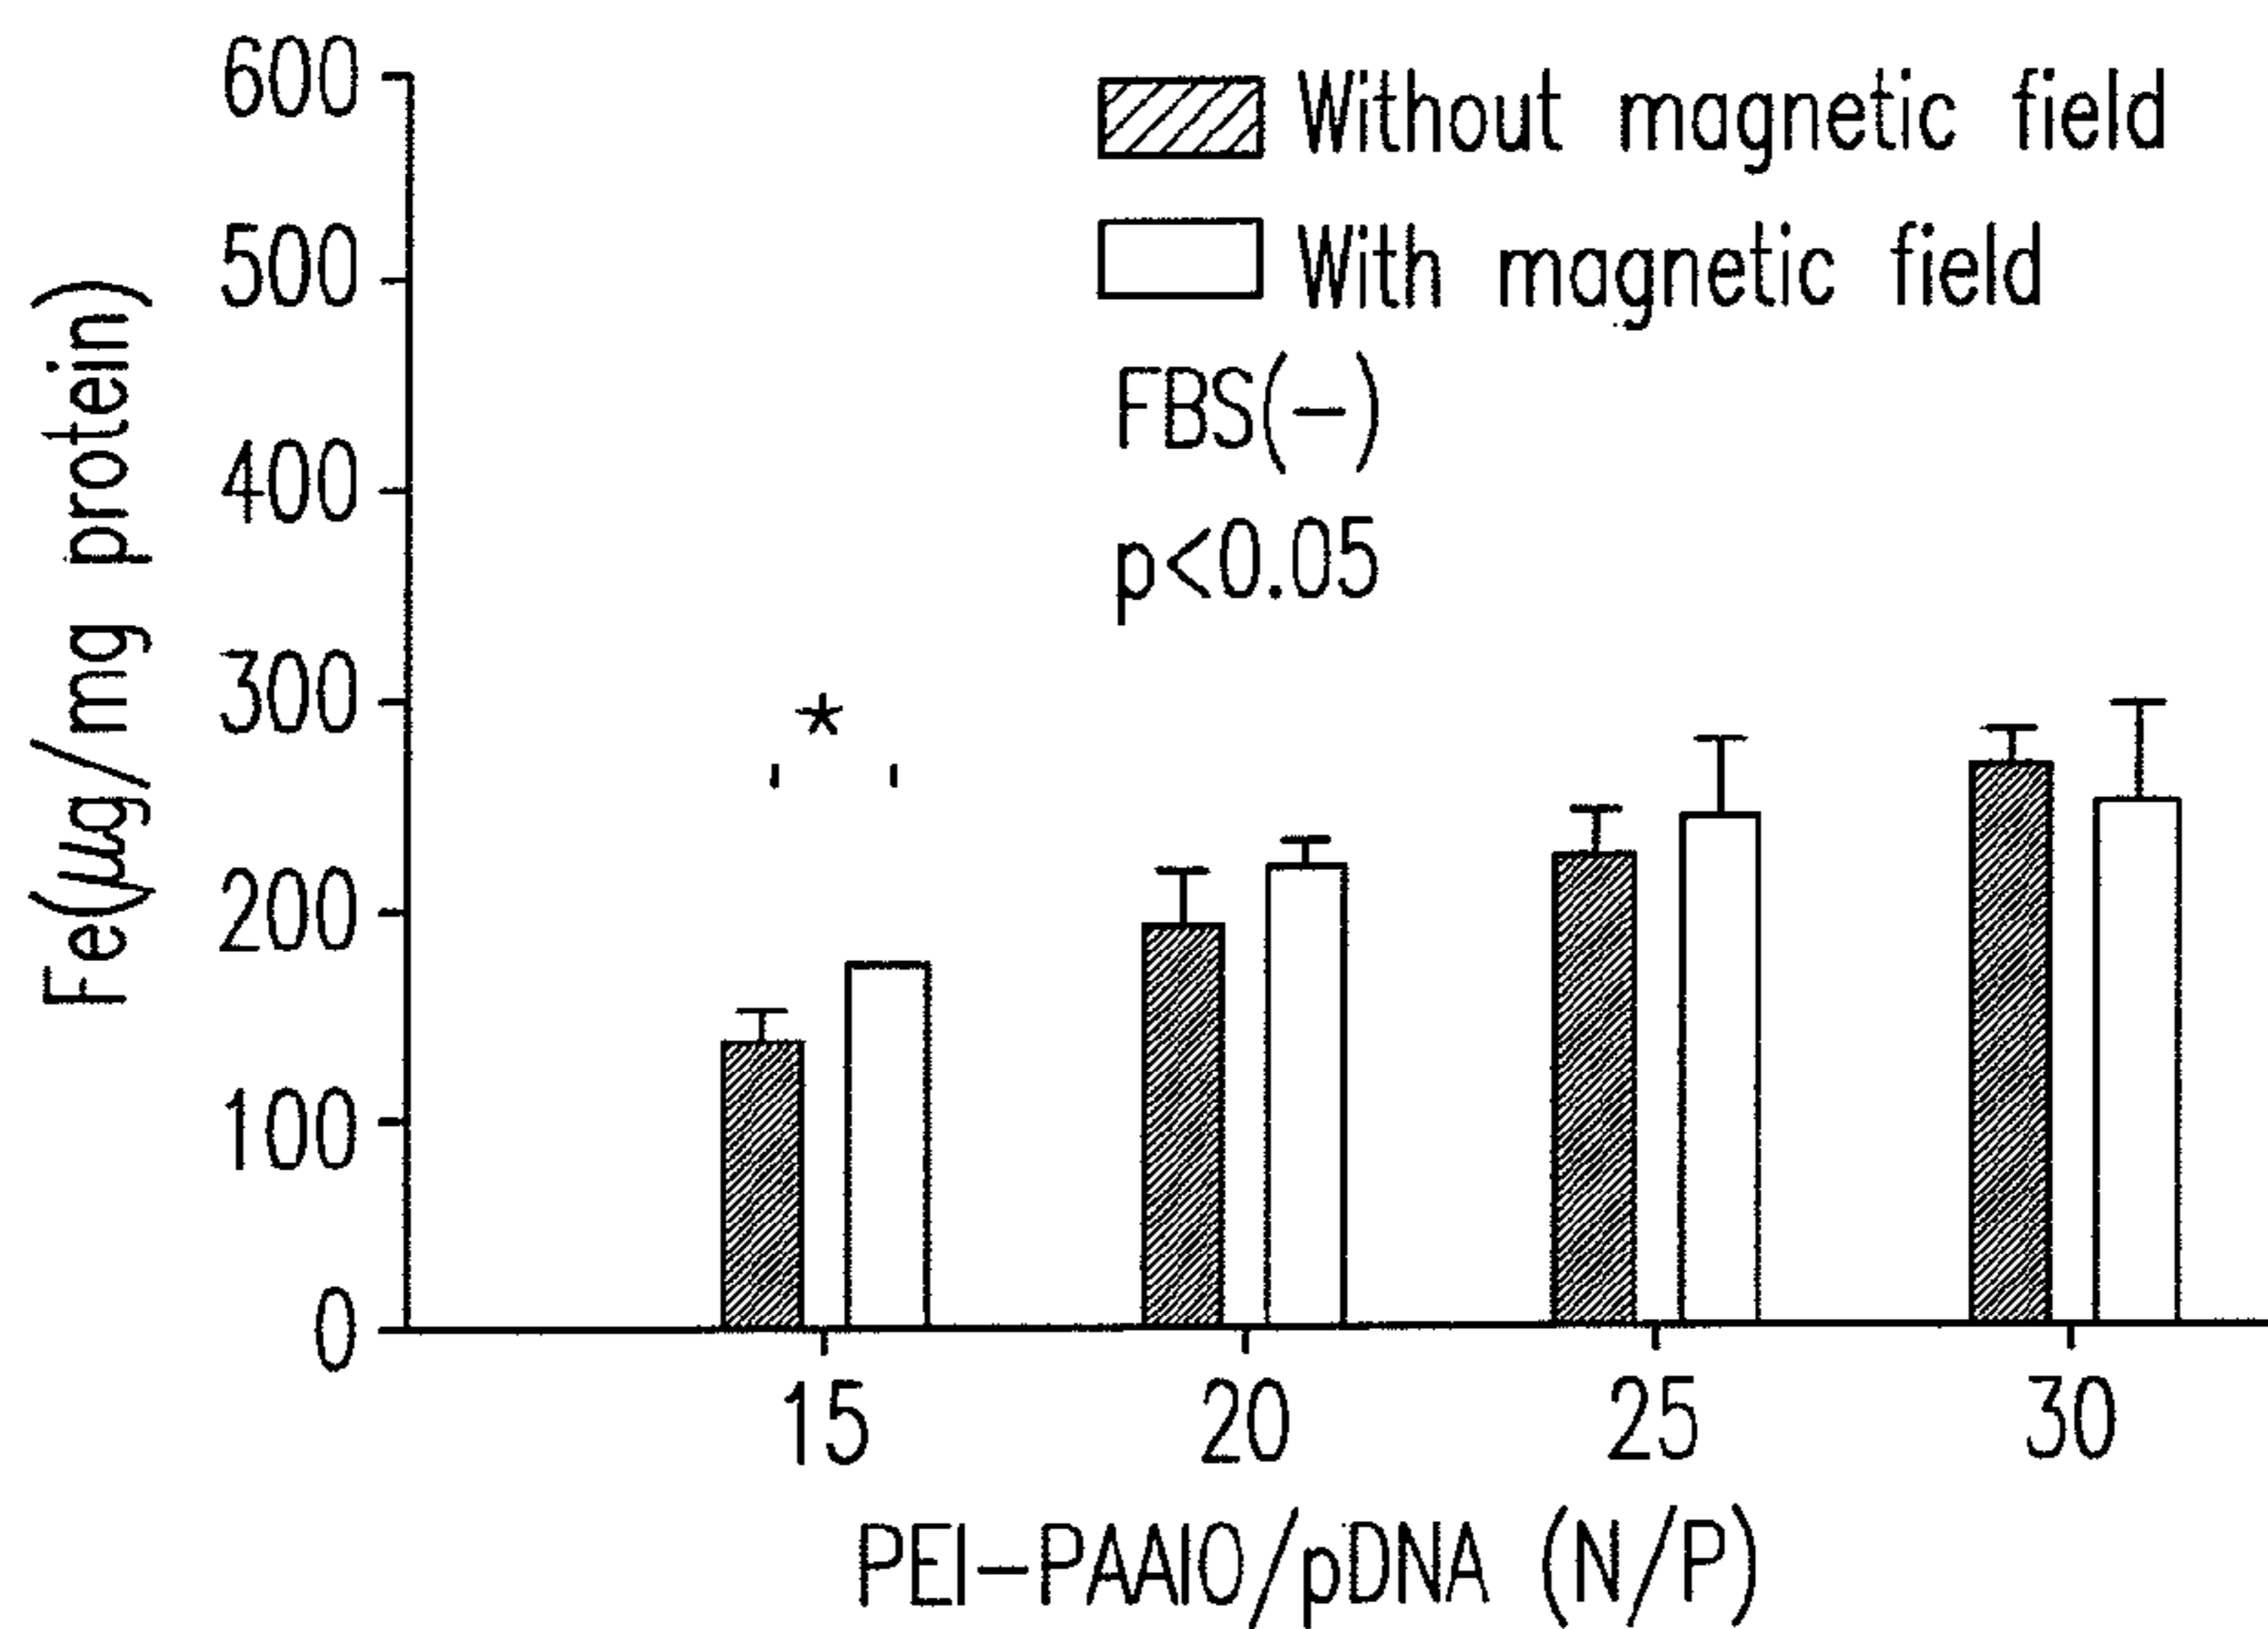 600
500
400
300
200
100
0
Fe(μg/mg protein)
Without magnetic field
With magnetic field
FBS(-)
p<0.05
*
15 20 25 30
PEI-PAAIO/pDNA (N/P)